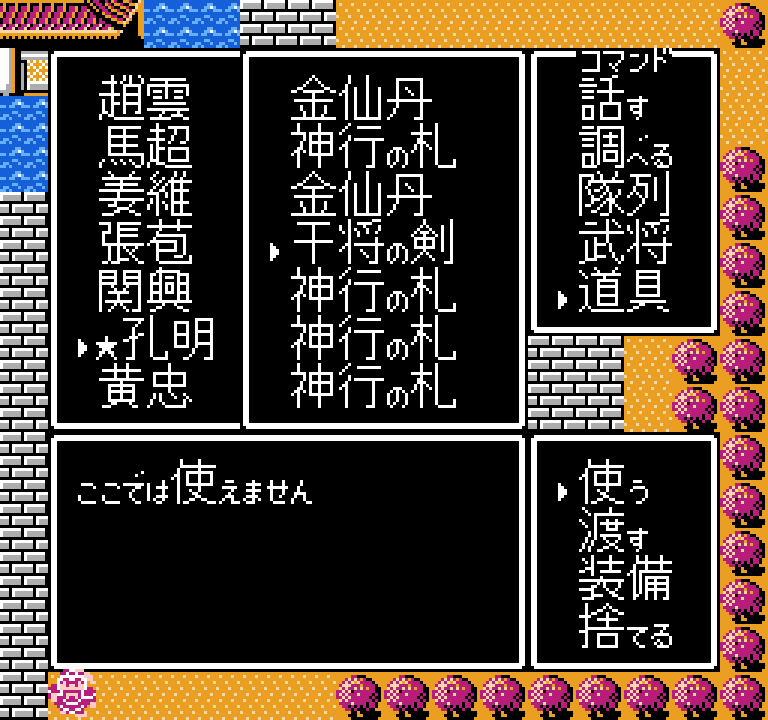 趙雲
馬超
姜維
張苞
関興
★孔明
黄忠
金仙丹
神行の札
金仙丹
干将の剣
神行の札
神行の札
神行の札
コマンド
話す
調べる
隊列
武将
道具
ここでは使えません
使う
渡す
装備
捨てる